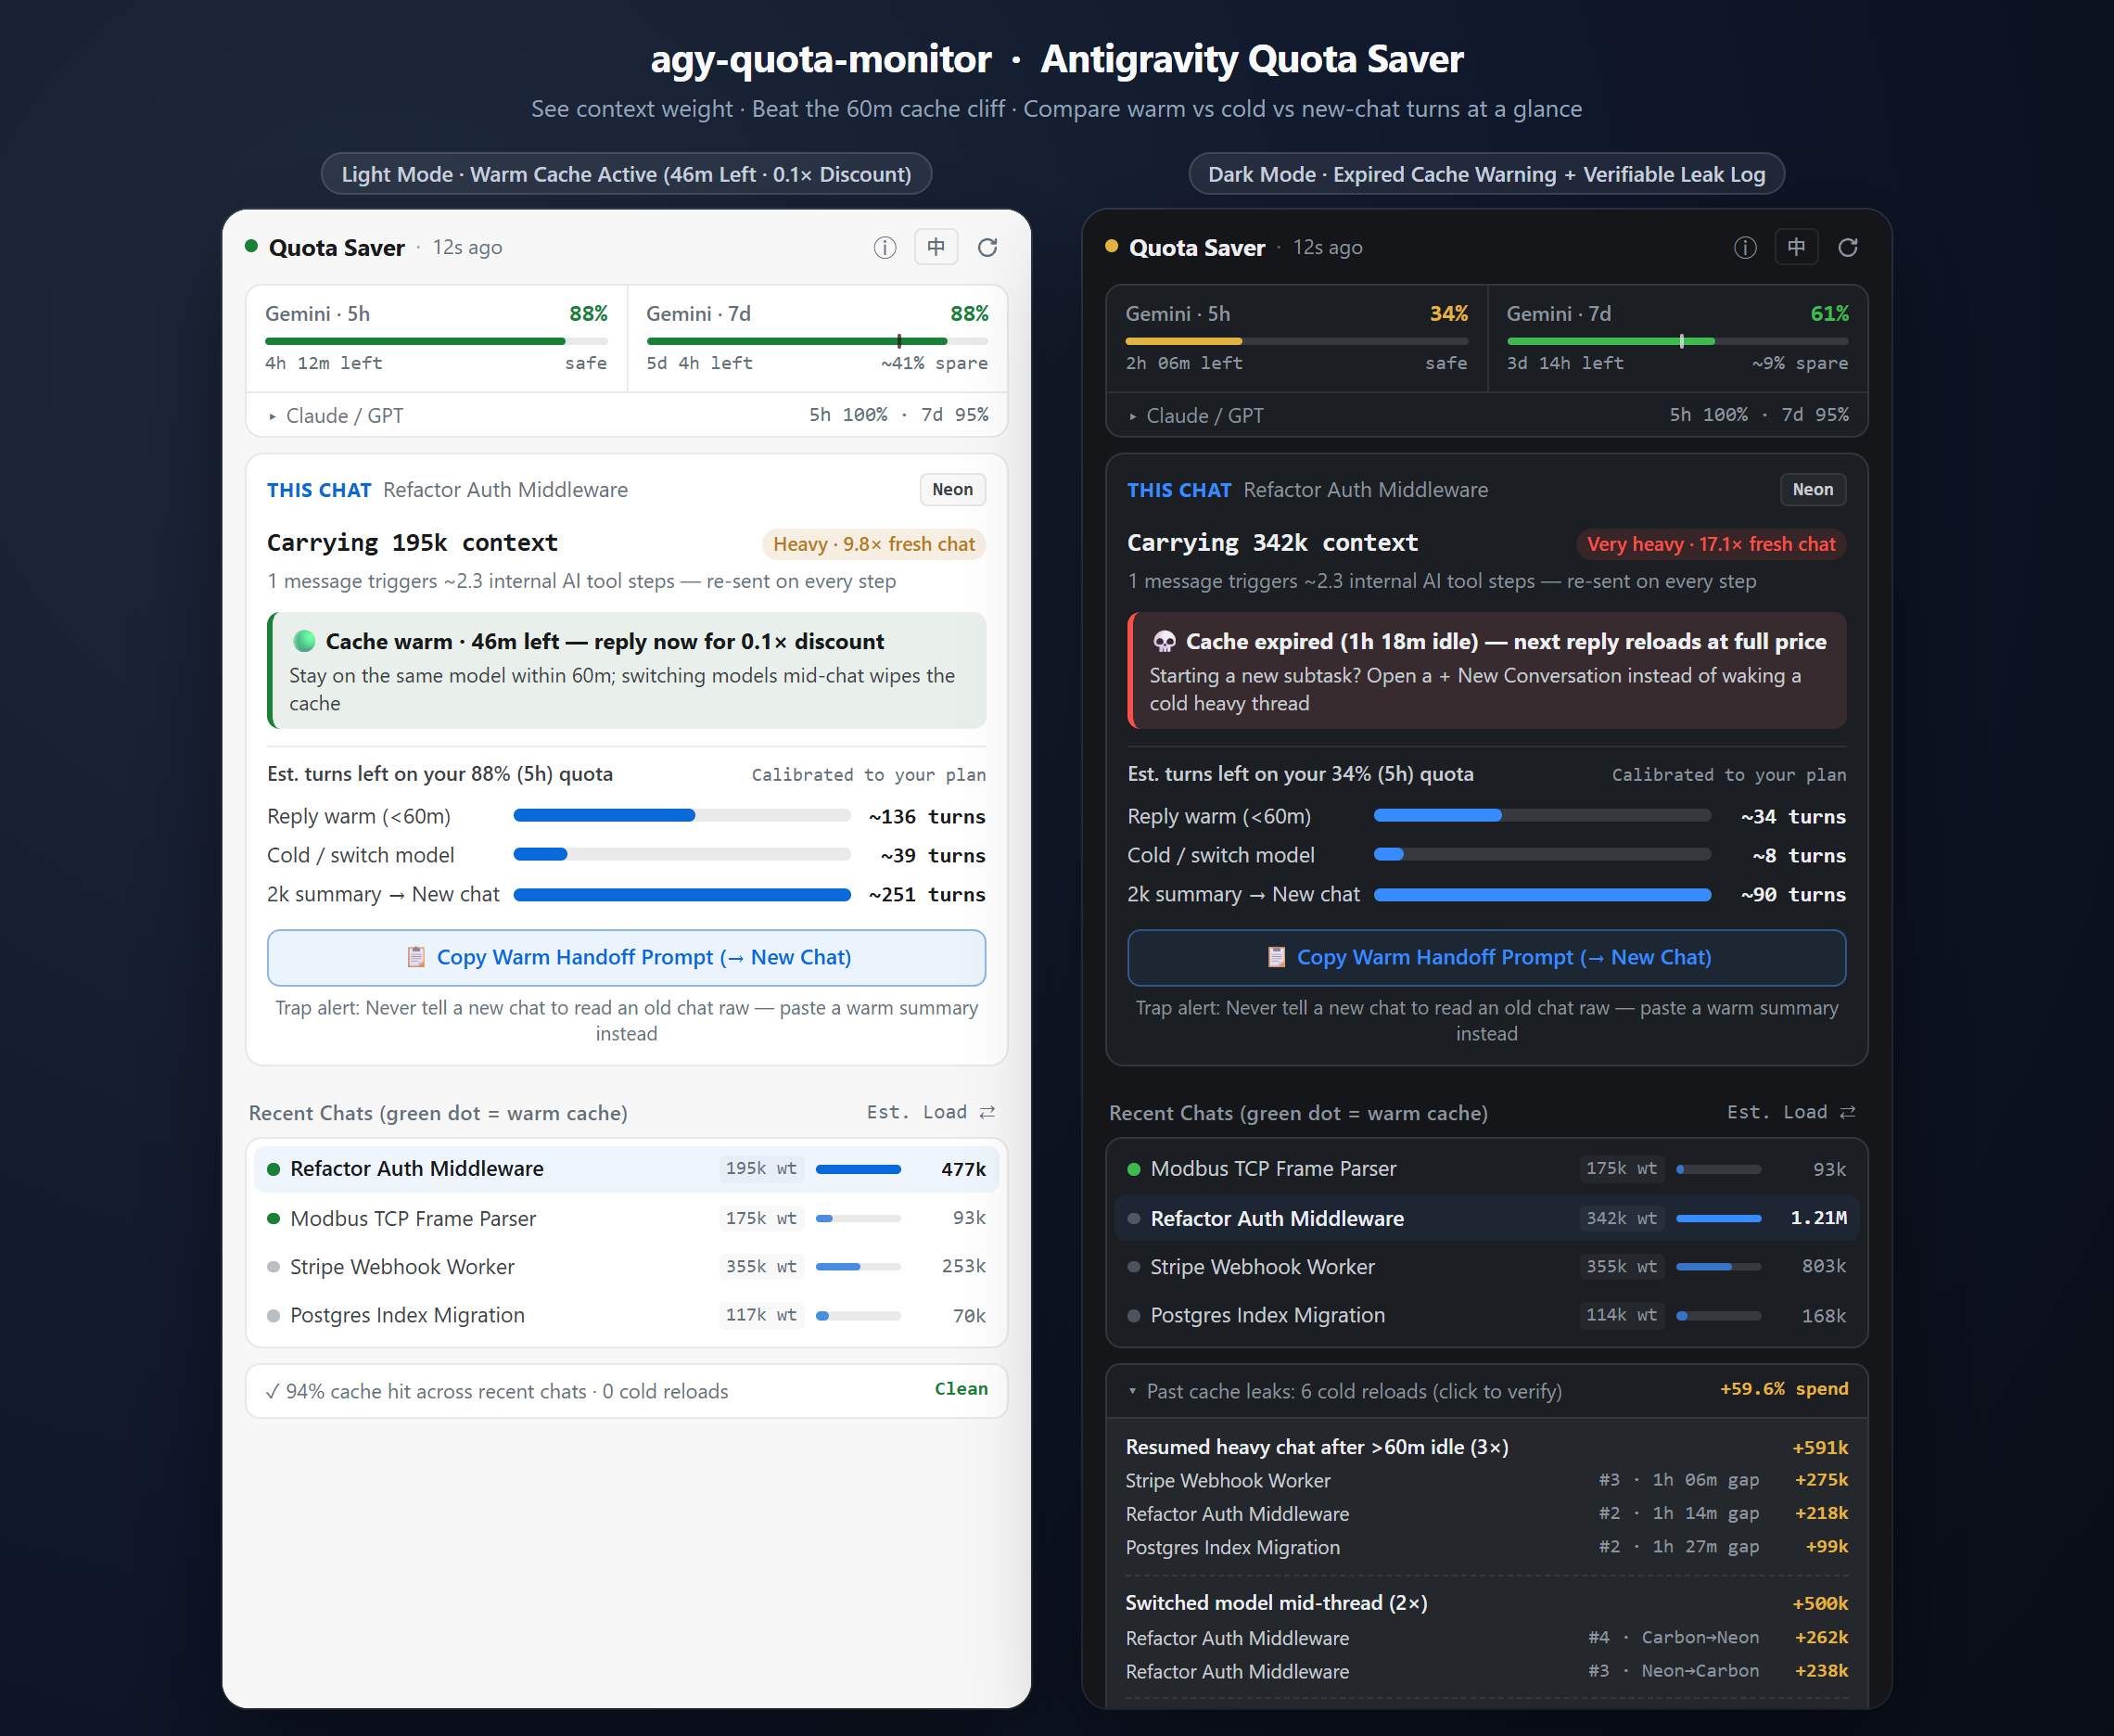 agy-quota-monitor · Antigravity Quota Saver
See context weight · Beat the 60m cache cliff · Compare warm vs cold vs new-chat turns at a glance
Light Mode · Warm Cache Active (46m Left · 0.1× Discount)
Quota Saver · 12s ago ⓘ 中
Gemini · 5h 88%
4h 12m left safe
Gemini · 7d 88%
5d 4h left ~41% spare
▸ Claude / GPT 5h 100% · 7d 95%
THIS CHAT Refactor Auth Middleware Neon
Carrying 195k context Heavy · 9.8× fresh chat
1 message triggers ~2.3 internal AI tool steps — re-sent on every step
Cache warm · 46m left — reply now for 0.1× discount
Stay on the same model within 60m; switching models mid-chat wipes the
cache
Est. turns left on your 88% (5h) quota Calibrated to your plan
Reply warm (<60m) ~136 turns
Cold / switch model ~39 turns
2k summary → New chat ~251 turns
📋 Copy Warm Handoff Prompt (→ New Chat)
Trap alert: Never tell a new chat to read an old chat raw — paste a warm summary
instead
Recent Chats (green dot = warm cache) Est. Load ⇄
Refactor Auth Middleware 195k wt 477k
Modbus TCP Frame Parser 175k wt 93k
Stripe Webhook Worker 355k wt 253k
Postgres Index Migration 117k wt 70k
✓ 94% cache hit across recent chats · 0 cold reloads Clean
Dark Mode · Expired Cache Warning + Verifiable Leak Log
Quota Saver · 12s ago ⓘ 中
Gemini · 5h 34%
2h 06m left safe
Gemini · 7d 61%
3d 14h left ~9% spare
▸ Claude / GPT 5h 100% · 7d 95%
THIS CHAT Refactor Auth Middleware Neon
Carrying 342k context Very heavy · 17.1× fresh chat
1 message triggers ~2.3 internal AI tool steps — re-sent on every step
💀 Cache expired (1h 18m idle) — next reply reloads at full price
Starting a new subtask? Open a + New Conversation instead of waking a
cold heavy thread
Est. turns left on your 34% (5h) quota Calibrated to your plan
Reply warm (<60m) ~34 turns
Cold / switch model ~8 turns
2k summary → New chat ~90 turns
📋 Copy Warm Handoff Prompt (→ New Chat)
Trap alert: Never tell a new chat to read an old chat raw — paste a warm summary
instead
Recent Chats (green dot = warm cache) Est. Load ⇄
Modbus TCP Frame Parser 175k wt 93k
Refactor Auth Middleware 342k wt 1.21M
Stripe Webhook Worker 355k wt 803k
Postgres Index Migration 114k wt 168k
▾ Past cache leaks: 6 cold reloads (click to verify) +59.6% spend
Resumed heavy chat after >60m idle (3×) +591k
Stripe Webhook Worker #3 · 1h 06m gap +275k
Refactor Auth Middleware #2 · 1h 14m gap +218k
Postgres Index Migration #2 · 1h 27m gap +99k
Switched model mid-thread (2×) +500k
Refactor Auth Middleware #4 · Carbon→Neon +262k
Refactor Auth Middleware #3 · Neon→Carbon +238k